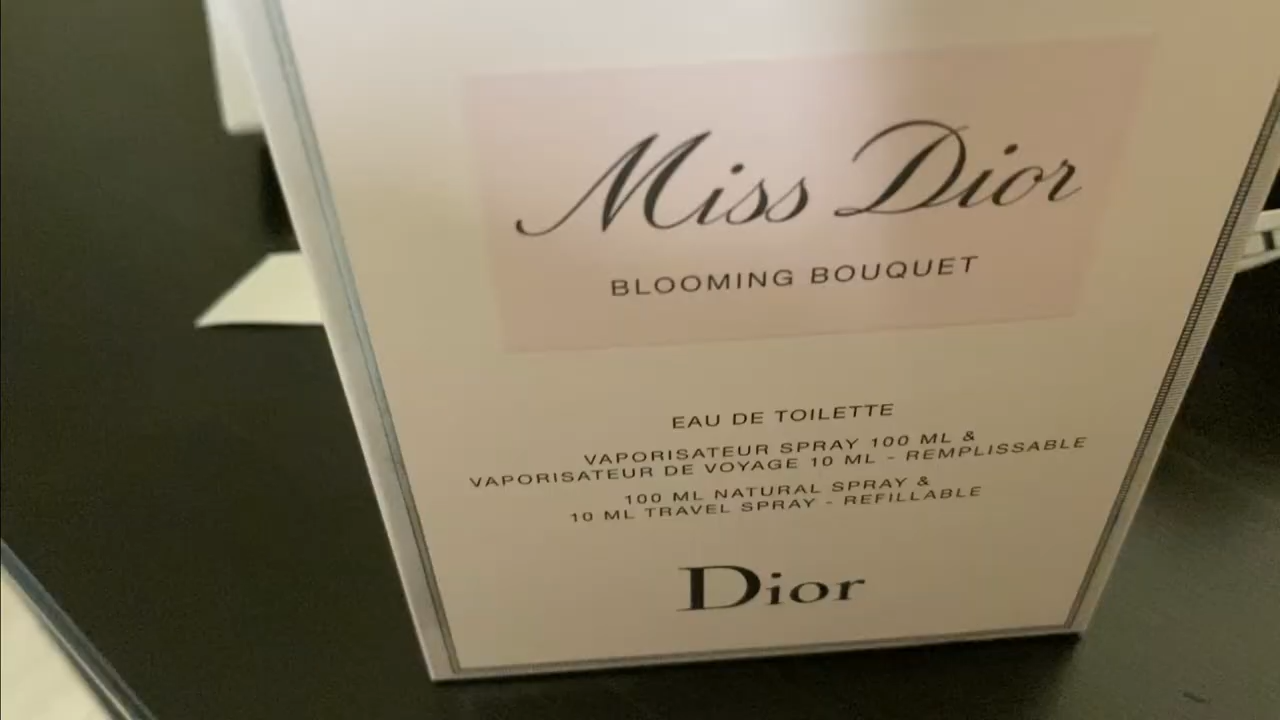 Miss Dior
BLOOMING BOUQUET
EAU DE TOILETTE
VAPORISATEUR SPRAY 100 ML &
VAPORISATEUR DE VOYAGE 10 ML - REMPLISSABLE
100 ML NATURAL SPRAY &
10 ML TRAVEL SPRAY - REFILLABLE
Dior